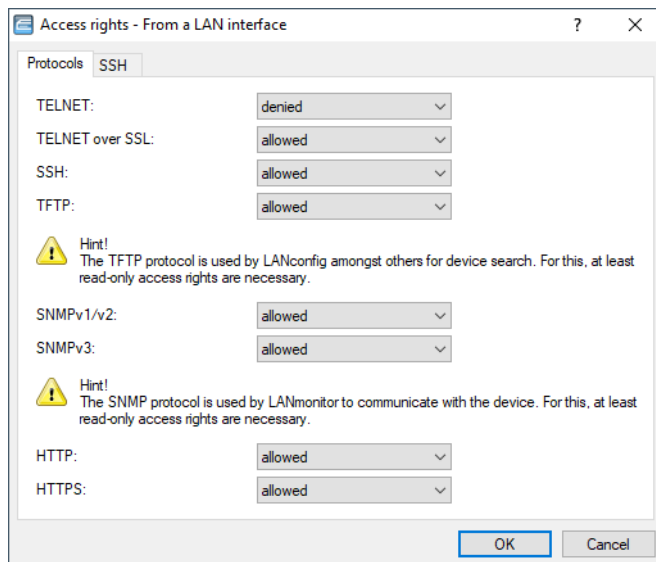 Access rights - From a LAN interface
Protocols SSH
TELNET: denied
TELNET over SSL: allowed
SSH: allowed
TFTP: allowed
Hint!
The TFTP protocol is used by LANconfig amongst others for device search. For this, at least
read-only access rights are necessary.
SNMPv1/v2: allowed
SNMPv3: allowed
Hint!
The SNMP protocol is used by LANmonitor to communicate with the device. For this, at least
read-only access rights are necessary.
HTTP: allowed
HTTPS: allowed
OK Cancel